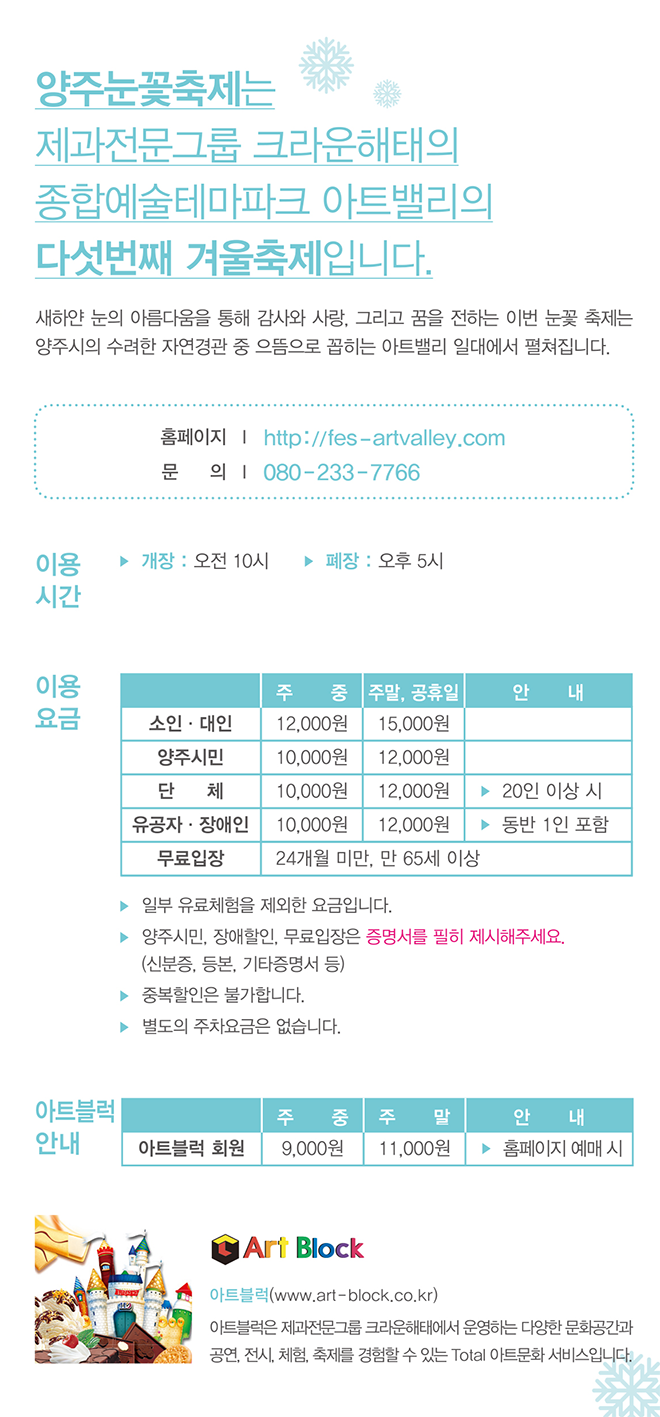 양주눈꽃축제는
제과전문그룹 크라운해태의
종합예술테마파크 아트밸리의
다섯번째 겨울축제입니다.
새하얀 눈의 아름다움을 통해 감사와 사랑, 그리고 꿈을 전하는 이번 눈꽃 축제는
양주시의 수려한 자연경관 중 으뜸으로 꼽히는 아트밸리 일대에서 펼쳐집니다.
홈페이지 I http://fes-artvalley.com
문 의 I 080-233-7766
이용
시간
▶ 개장 : 오전 10시 ▶ 폐장 : 오후 5시
이용
요금
주 중 주말, 공휴일 안 내
소인 · 대인 12,000원 15,000원
양주시민 10,000원 12,000원
단 체 10,000원 12,000원 ▶ 20인 이상 시
유공자 · 장애인 10,000원 12,000원 ▶ 동반 1인 포함
무료입장 24개월 미만, 만 65세 이상
▶ 일부 유료체험을 제외한 요금입니다.
▶ 양주시민, 장애할인, 무료입장은 증명서를 필히 제시해주세요.
(신분증, 등본, 기타증명서 등)
▶ 중복할인은 불가합니다.
▶ 별도의 주차요금은 없습니다.
아트블럭
안내
주 중 주 말 안 내
아트블럭 회원 9,000원 11,000원 ▶ 홈페이지 예매 시
Art Block
아트블럭(www.art-block.co.kr)
아트블럭은 제과전문그룹 크라운해태에서 운영하는 다양한 문화공간과
공연, 전시, 체험, 축제를 경험할 수 있는 Total 아트문화 서비스입니다.